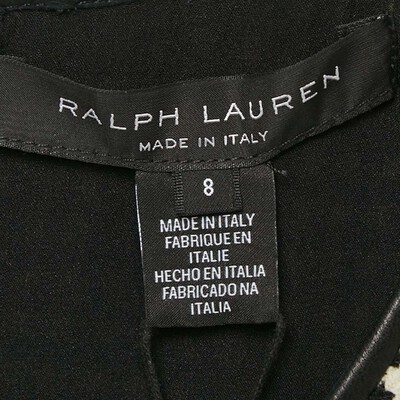 RALPH LAUREN
MADE IN ITALY
8
MADE IN ITALY
FABRIQUE EN
ITALIE
HECHO EN ITALIA
FABRICADO NA
ITALIA